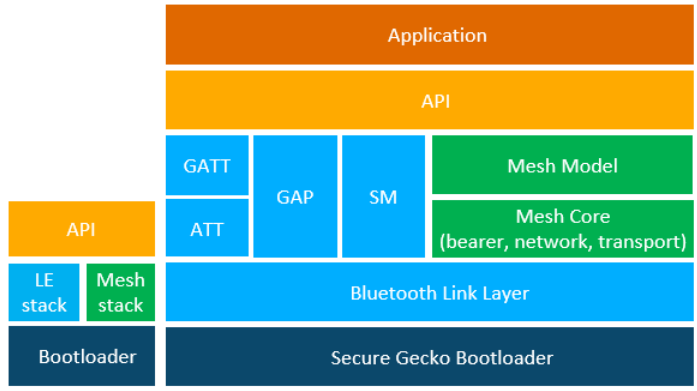 Application
API
GATT
GAP
SM
Mesh Model
ATT
Mesh Core
(bearer, network, transport)
API
LE
stack
Mesh
stack
Bluetooth Link Layer
Bootloader
Secure Gecko Bootloader